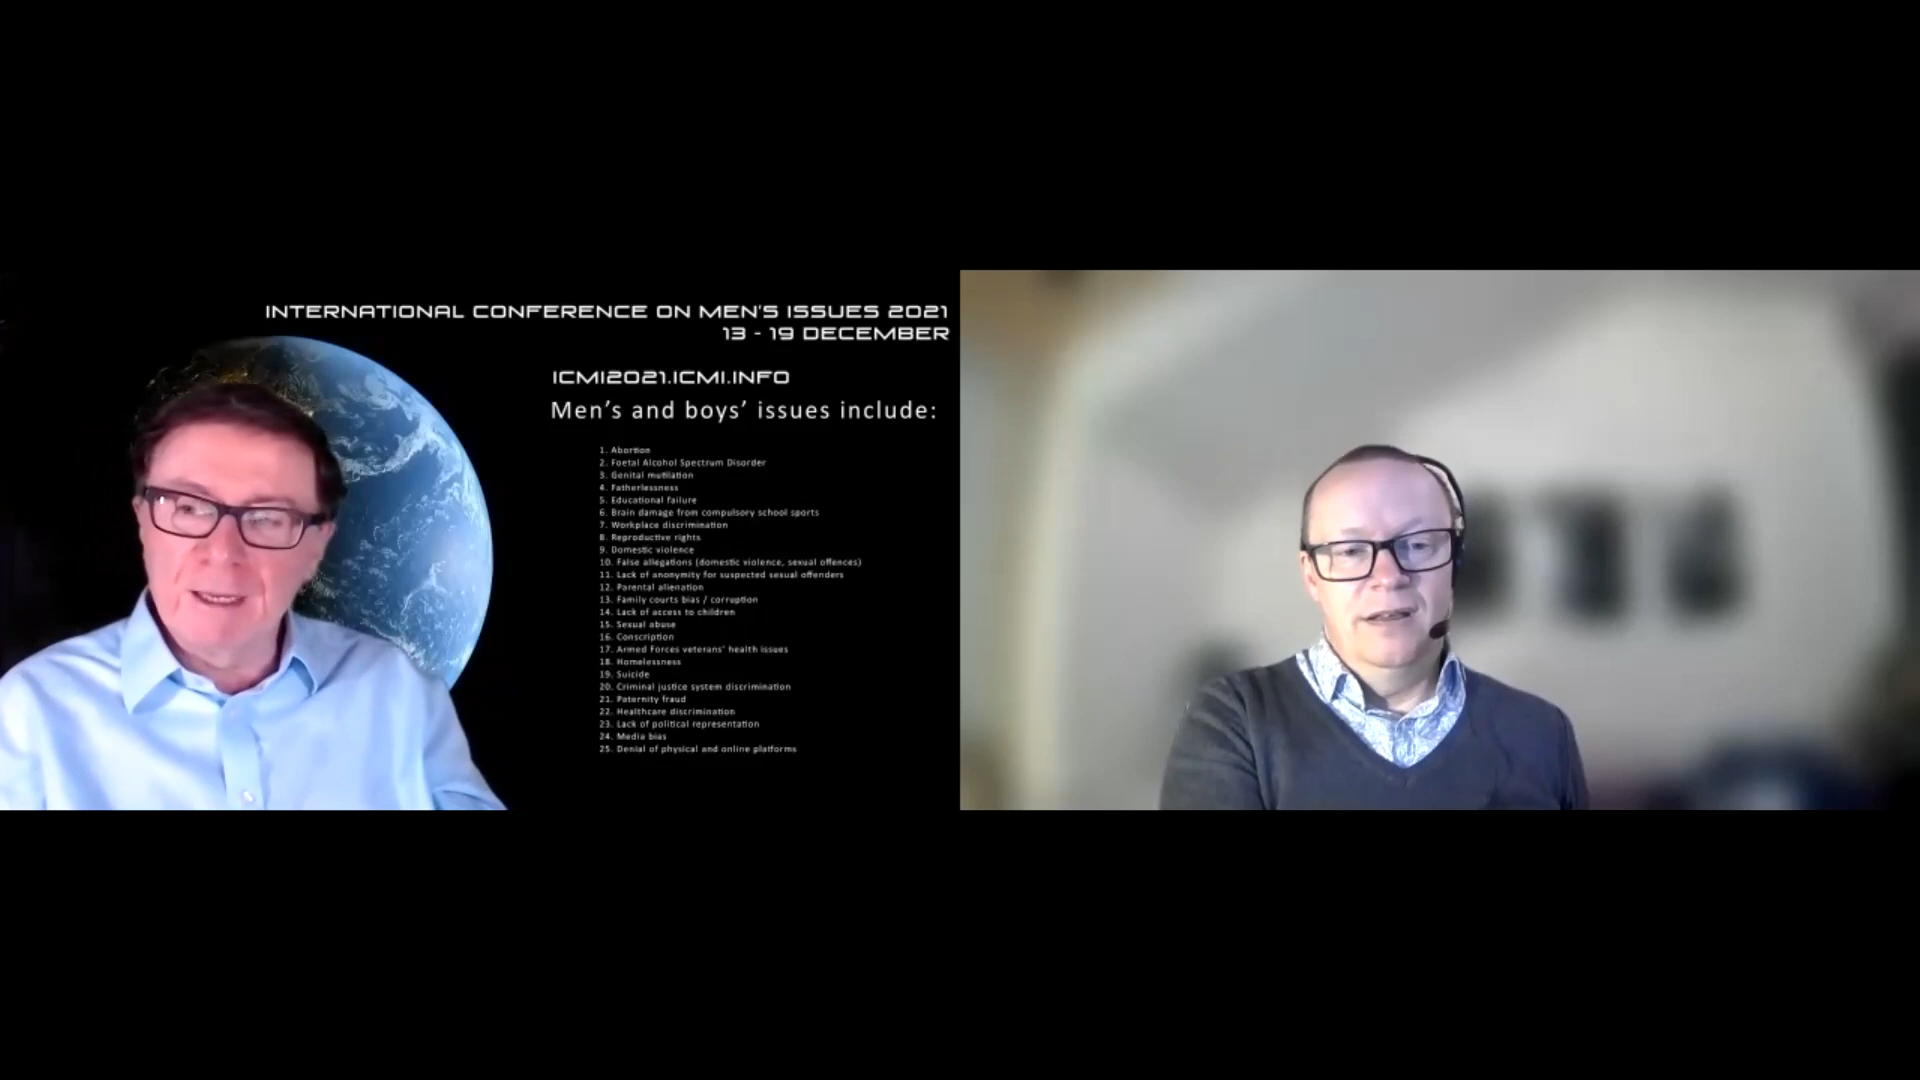 INTERNATIONAL CONFERENCE ON MEN'S ISSUES 2021
13 - 19 DECEMBER
ICMI2021.ICMI.INFO
Men's and boys' issues include:
1. Abortion
2. Foetal Alcohol Spectrum Disorder
3. Genital mutilation
4. Fatherlessness
5. Educational failure
6. Brain damage from compulsory school sports
7. Workplace discrimination
8. Reproductive rights
9. Domestic violence
10. False allegations (domestic violence, sexual offences)
11. Lack of anonymity for suspected sexual offenders
12. Parental alienation
13. Family courts bias / corruption
14. Lack of access to children
15. Sexual abuse
16. Conscription
17. Armed Forces veterans' health issues
18. Homelessness
19. Suicide
20. Criminal justice system discrimination
21. Paternity fraud
22. Healthcare discrimination
23. Lack of political representation
24. Media bias
25. Denial of physical and online platforms